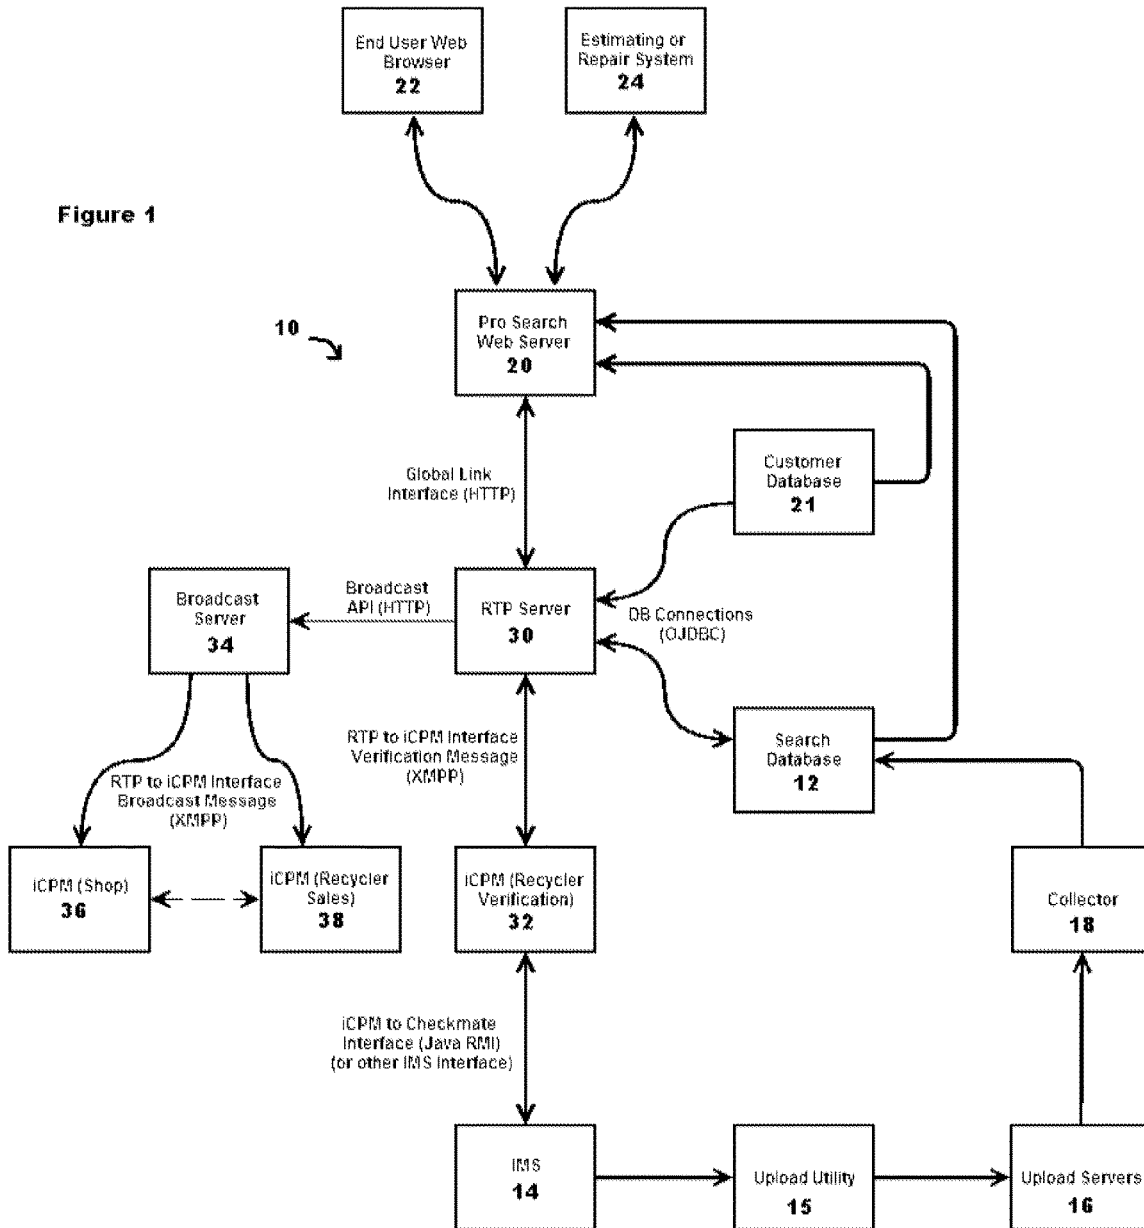 End User Web
Browser
22
Estimating or
Repair System
24
Figure 1
10
Pro Search
Web Server
20
Global Link
Interface (HTTP)
Customer
Database
21
Broadcast
Server
34
Broadcast
API (HTTP)
RTP Server
30
DB Connections
(OJDBC)
RTP to iCPM Interface
Verification Message
(XMPP)
Search
Database
12
RTP to iCPM Interface
Broadcast Message
(XMPP)
iCPM (Shop)
36
iCPM (Recycler
Sales)
38
iCPM (Recycler
Verification)
32
Collector
18
iCPM to Checkmate
Interface (Java RMI)
(or other IMS Interface)
IMS
14
Upload Utility
15
Upload Servers
16